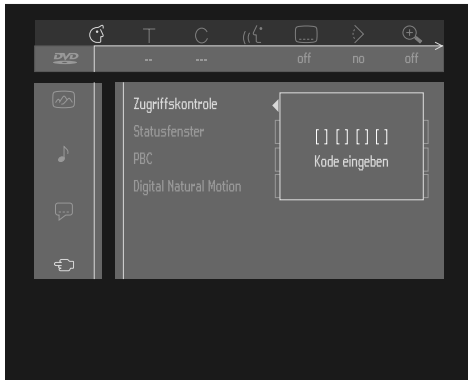 T C
DVD -- --- off no off
Zugriffskontrole
Statusfenster
PBC
Digital Natural Motion
[ ] [ ] [ ] [ ]
Kode eingeben